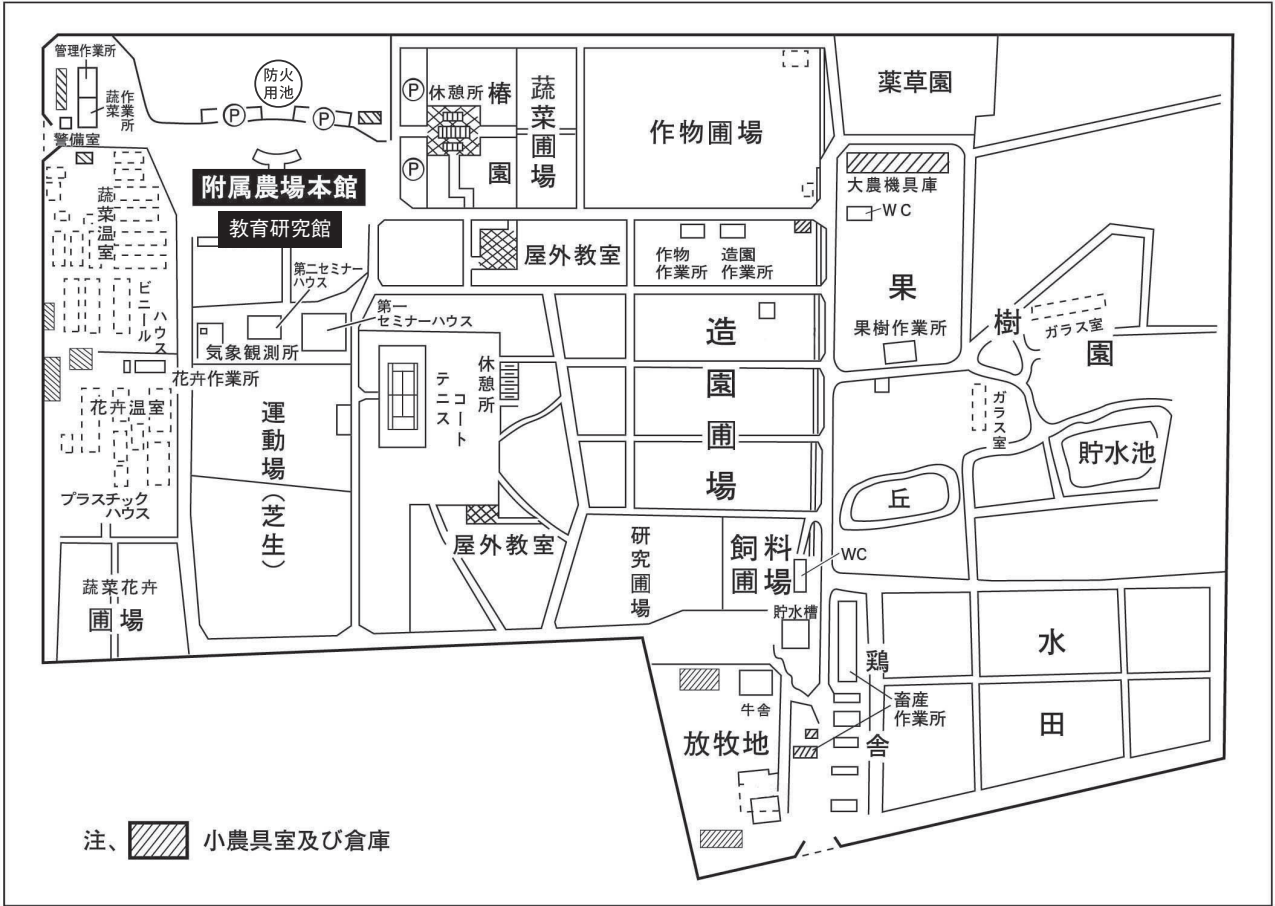 管理作業所
蔬菜作業所
警備室
防火
用池
P
P
P
P
休憩所
椿園
蔬菜圃場
作物圃場
薬草園
大農機具庫
WC
附属農場本館
教育研究館
蔬菜温室
ビニールハウス
第二セミナー
ハウス
第一
セミナーハウス
気象観測所
屋外教室
作物
作業所
造園
作業所
果樹園
果樹作業所
ガラス室
ガラス室
花卉作業所
花卉温室
運動場(芝生)
テニスコート
休憩所
造園圃場
貯水池
丘
プラスチック
ハウス
屋外教室
研究圃場
飼料
圃場
WC
貯水槽
蔬菜花卉
圃場
鶏舎
畜産
作業所
水田
牛舎
放牧地
注、
小農具室及び倉庫